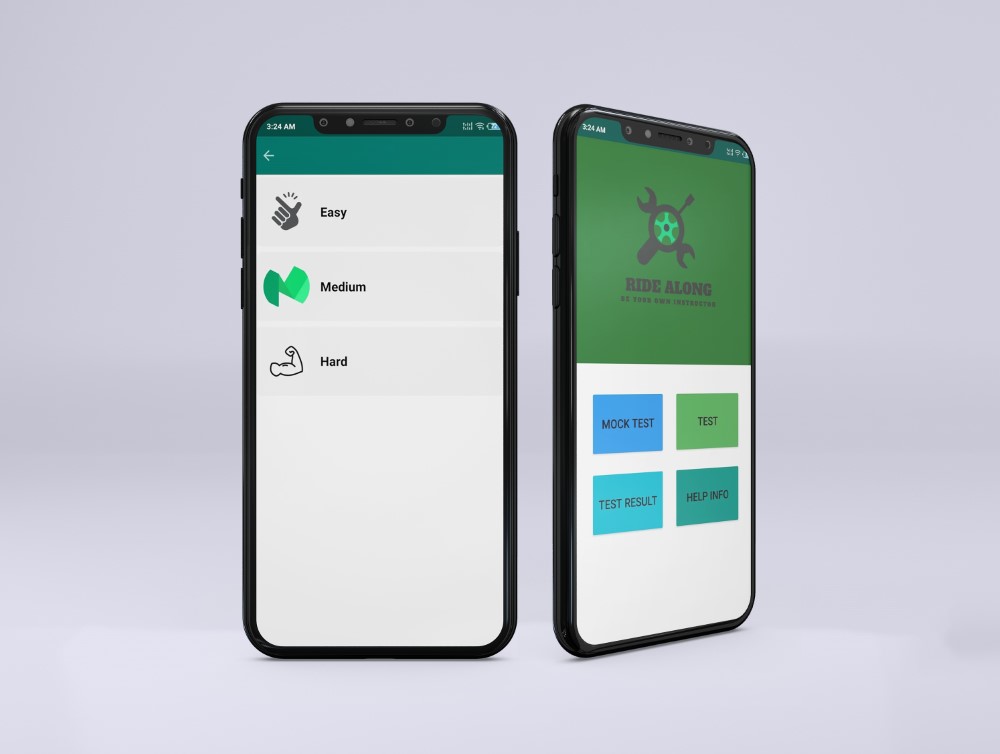 3:24 AM
Easy
Medium
Hard
3:24 AM
RIDE ALONG
BE YOUR OWN INSTRUCTOR
MOCK TEST
TEST
TEST RESULT
HELP INFO